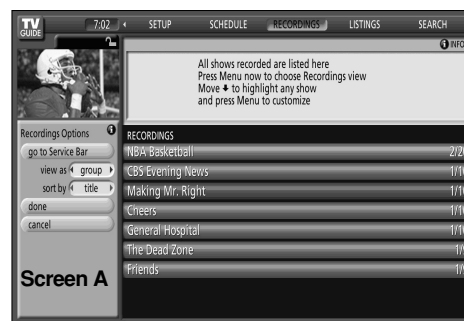 TV GUIDE
7:02
SETUP SCHEDULE RECORDINGS LISTINGS SEARCH
INFO
All shows recorded are listed here
Press Menu now to choose Recordings view
Move to highlight any show
and press Menu to customize
Recordings Options
go to Service Bar
view as group
sort by title
done
cancel
Screen A
RECORDINGS
NBA Basketball
CBS Evening News
Making Mr. Right
Cheers
General Hospital
The Dead Zone
Friends